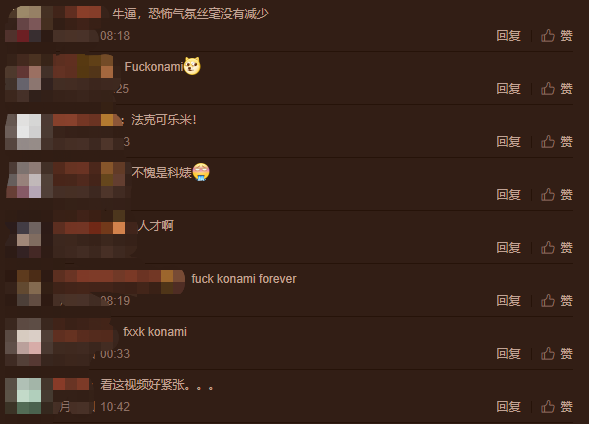 牛逼，恐怖气氛丝毫没有减少
08:18 回复 赞
Fuckonami
25 回复 赞
：法克可乐米！
3 回复 赞
不愧是科婊
回复 赞
人才啊
回复 赞
fuck konami forever
08:19 回复 赞
fxxk konami
00:33 回复 赞
看这视频好紧张。。。
月 10:42 回复 赞